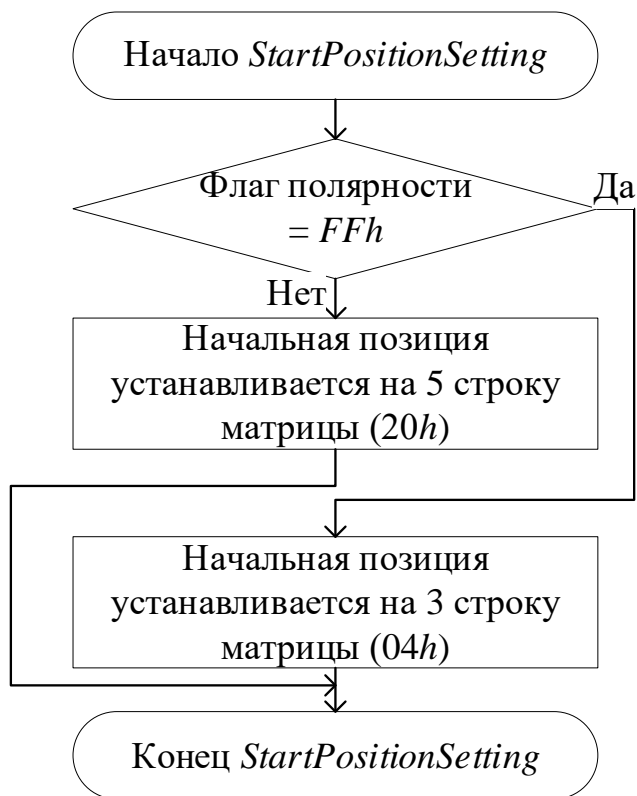 Начало StartPositionSetting
Флаг полярности
= FFh
Да
Нет
Начальная позиция
устанавливается на 5 строку
матрицы (20h)
Начальная позиция
устанавливается на 3 строку
матрицы (04h)
Конец StartPositionSetting